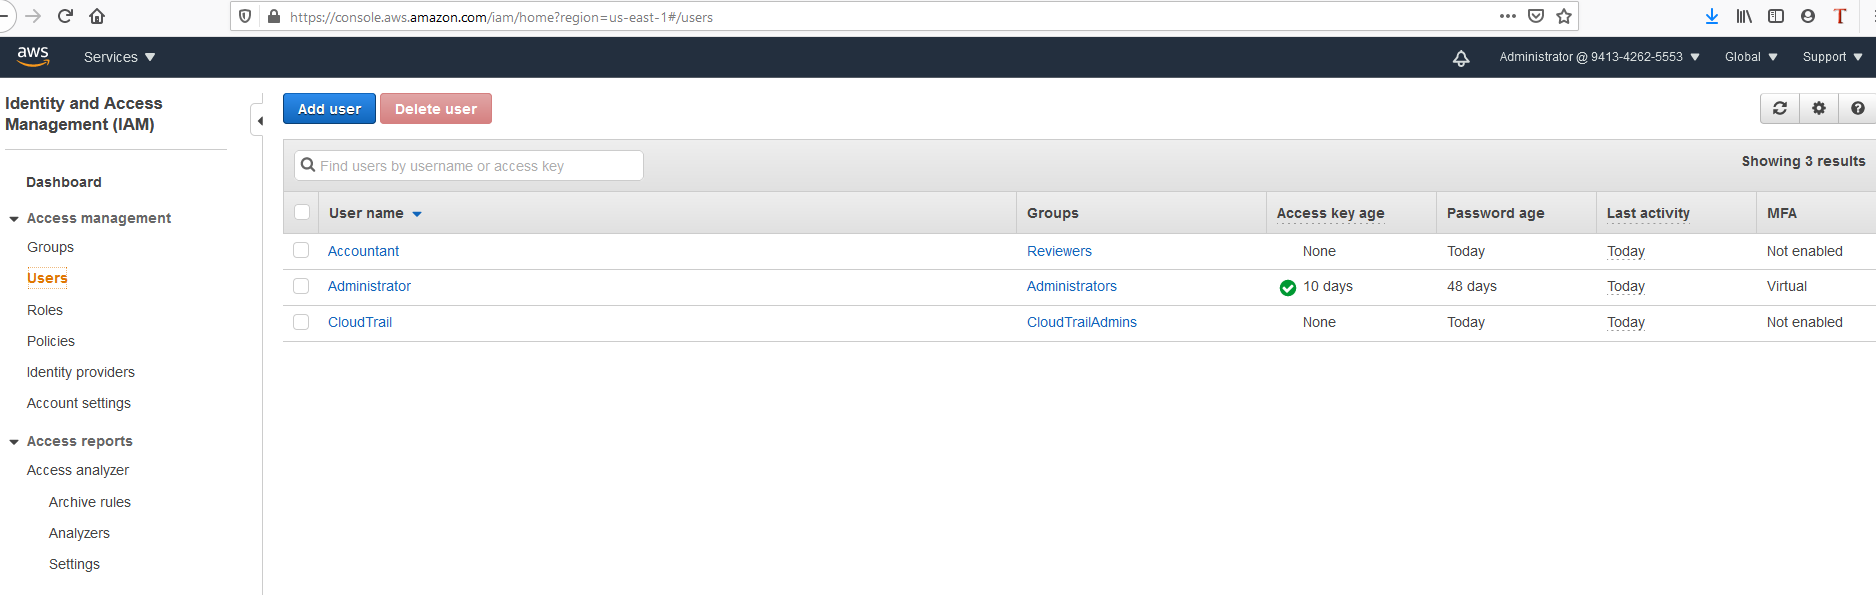 https://console.aws.amazon.com/iam/home?region=us-east-1#/users
T
aws
Services
Administrator @ 9413-4262-5553
Global
Support
Identity and Access
Management (IAM)
Dashboard
Access management
Groups
Users
Roles
Policies
Identity providers
Account settings
Access reports
Access analyzer
Archive rules
Analyzers
Settings
Add user
Delete user
Find users by username or access key
Showing 3 results
User name Groups Access key age Password age Last activity MFA
Accountant Reviewers None Today Today Not enabled
Administrator Administrators 10 days 48 days Today Virtual
CloudTrail CloudTrailAdmins None Today Today Not enabled